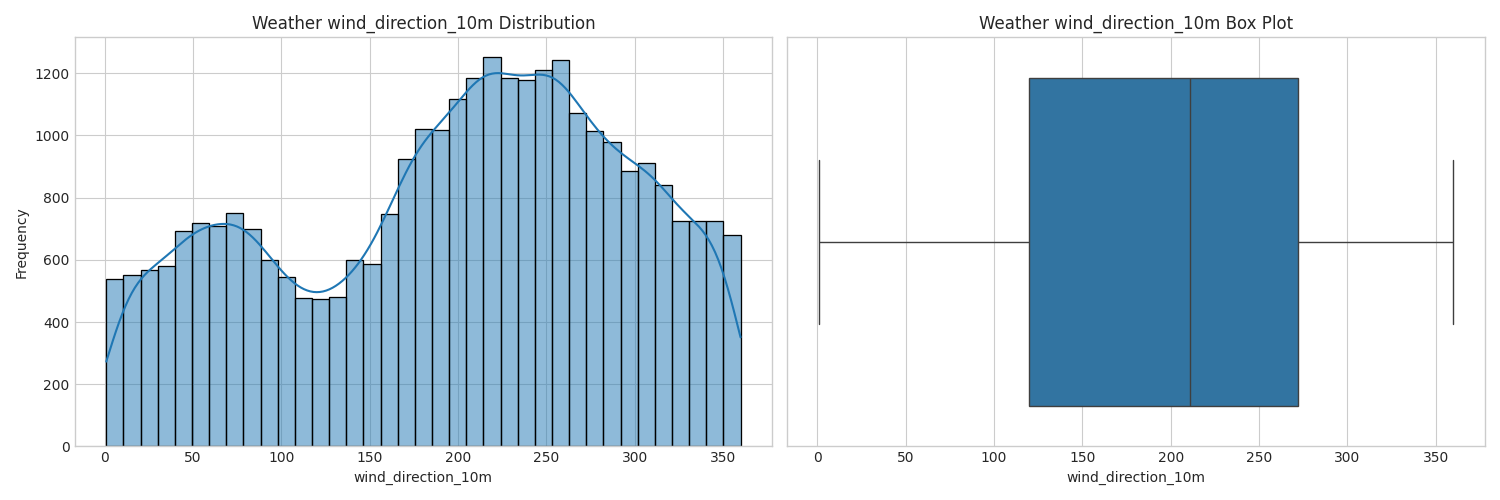 Weather wind_direction_10m Distribution
Frequency
1200
1000
800
600
400
200
0
0 50 100 150 200 250 300 350
wind_direction_10m
Weather wind_direction_10m Box Plot
0 50 100 150 200 250 300 350
wind_direction_10m